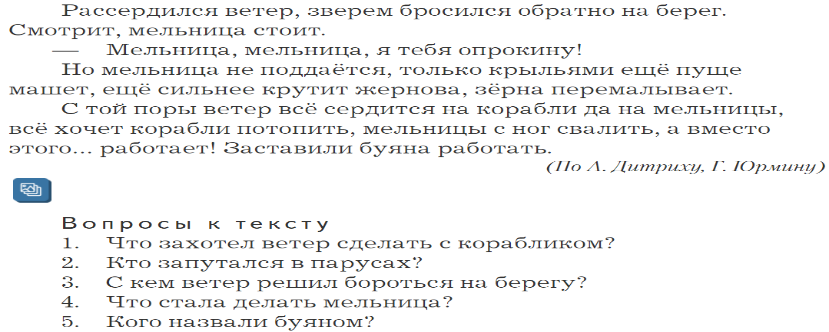 Рассердился ветер, зверем бросился обратно на берег.
Смотрит, мельница стоит.
— Мельница, мельница, я тебя опрокину!
Но мельница не поддаётся, только крыльями ещё пуще
машет, ещё сильнее крутит жернова, зёрна перемалывает.
С той поры ветер всё сердится на корабли да на мельницы,
всё хочет корабли потопить, мельницы с ног свалить, а вместо
этого... работает! Заставили буяна работать.
(По А. Дитриху, Г. Юрмину)
Вопросы к тексту
1. Что захотел ветер сделать с корабликом?
2. Кто запутался в парусах?
3. С кем ветер решил бороться на берегу?
4. Что стала делать мельница?
5. Кого назвали буяном?